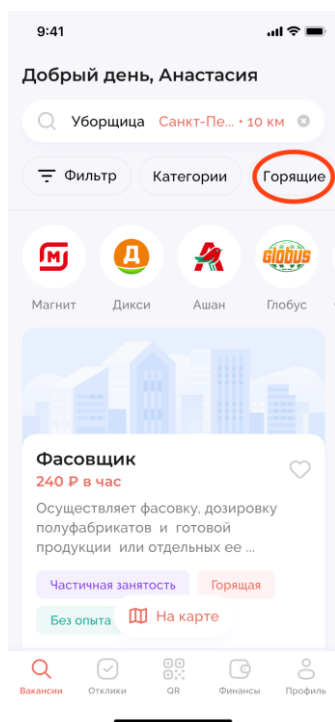 9:41
Добрый день, Анастасия
Уборщица Санкт-Пе... • 10 км
Фильтр Категории Горящие
М Д globus
Магнит Дикси Ашан Глобус
Фасовщик
240 ₽ в час
Осуществляет фасовку, дозировку
полуфабрикатов и готовой
продукции или отдельных ее ...
Частичная занятость Горящая
Без опыта На карте
Вакансии Отклики QR Финансы Профиль